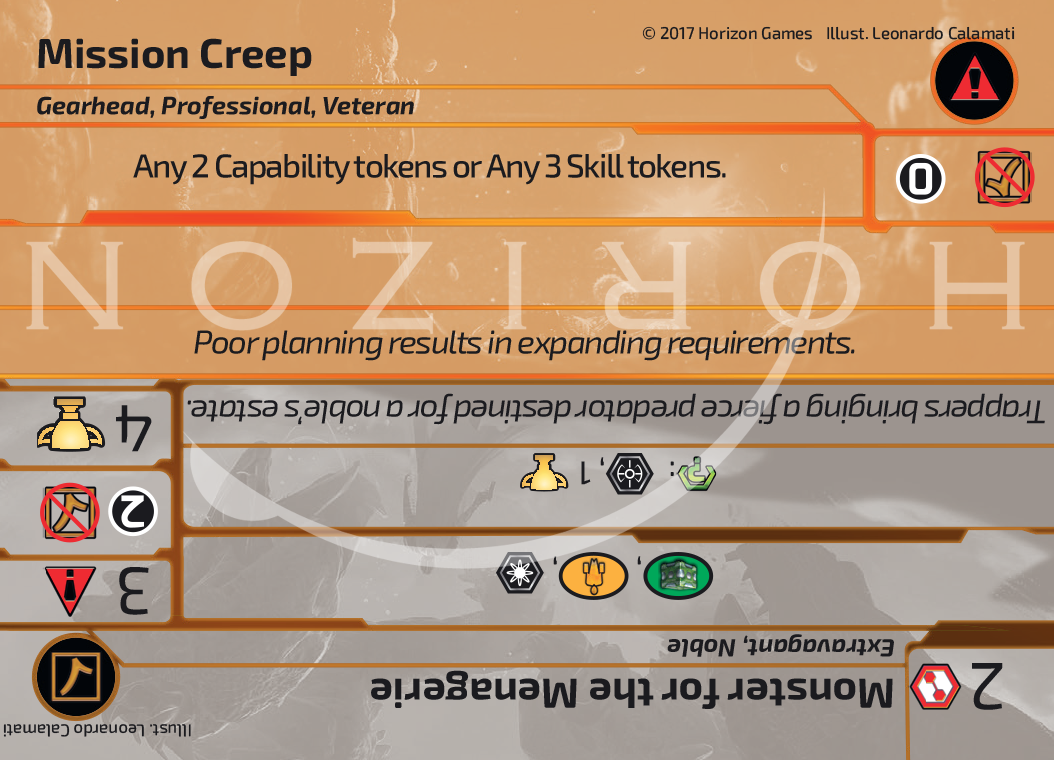 © 2017 Horizon Games Illust. Leonardo Calamati
Mission Creep
Gearhead, Professional, Veteran
Any 2 Capability tokens or Any 3 Skill tokens.
0
HORIZON
Poor planning results in expanding requirements.
Illust. Leonardo Calamati
2
Monster for the Menagerie
Extravagant, Noble
3
, ,
2
: , 1
4
Trappers bringing a fierce predator destined for a noble's estate.